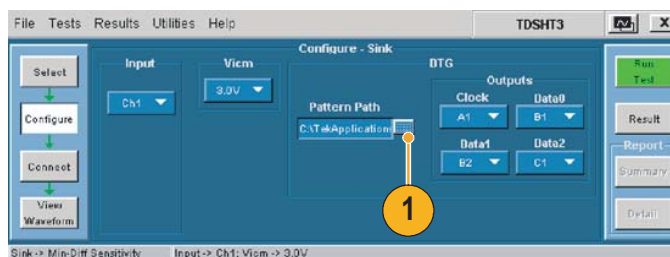 File Tests Results Utilities Help TDSHT3 X
Configure - Sink
Select
Configure
Connect
View
Waveform
Input
Ch1
Vicm
3.0V
DTG
Pattern Path
C:\TekApplication
Outputs
Clock Data0
A1 B1
Data1 Data2
B2 C1
1
Run
Test
Result
Report
Summary
Detail
Sink -> Min-Diff Sensitivity Input -> Ch1; Vicm -> 3.0V